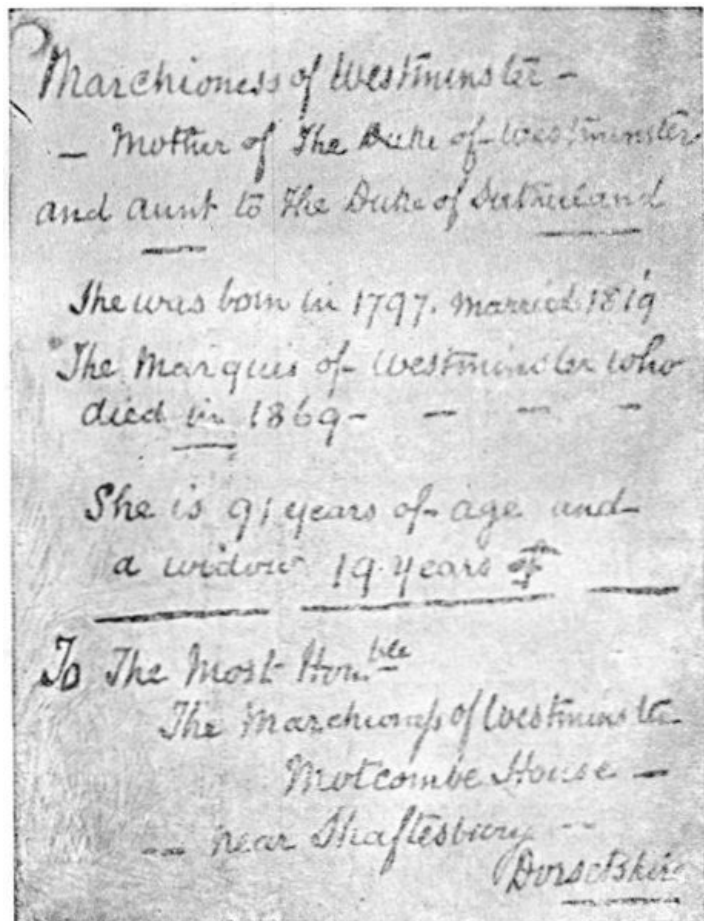 Marchioness of Westminster -
- Mother of The Duke of - Westminster
and aunt to The Duke of Sutherland
She was born in 1797. Married 1819
The Marquis of - Westminster who
died in 1869 - - - -
She is 91 years of - age and -
a widow 19 years
To The Most Hon.ble
The Marchioness of Westminster
Motcombe House -
-- near Shaftesbury --
Dorsetshire